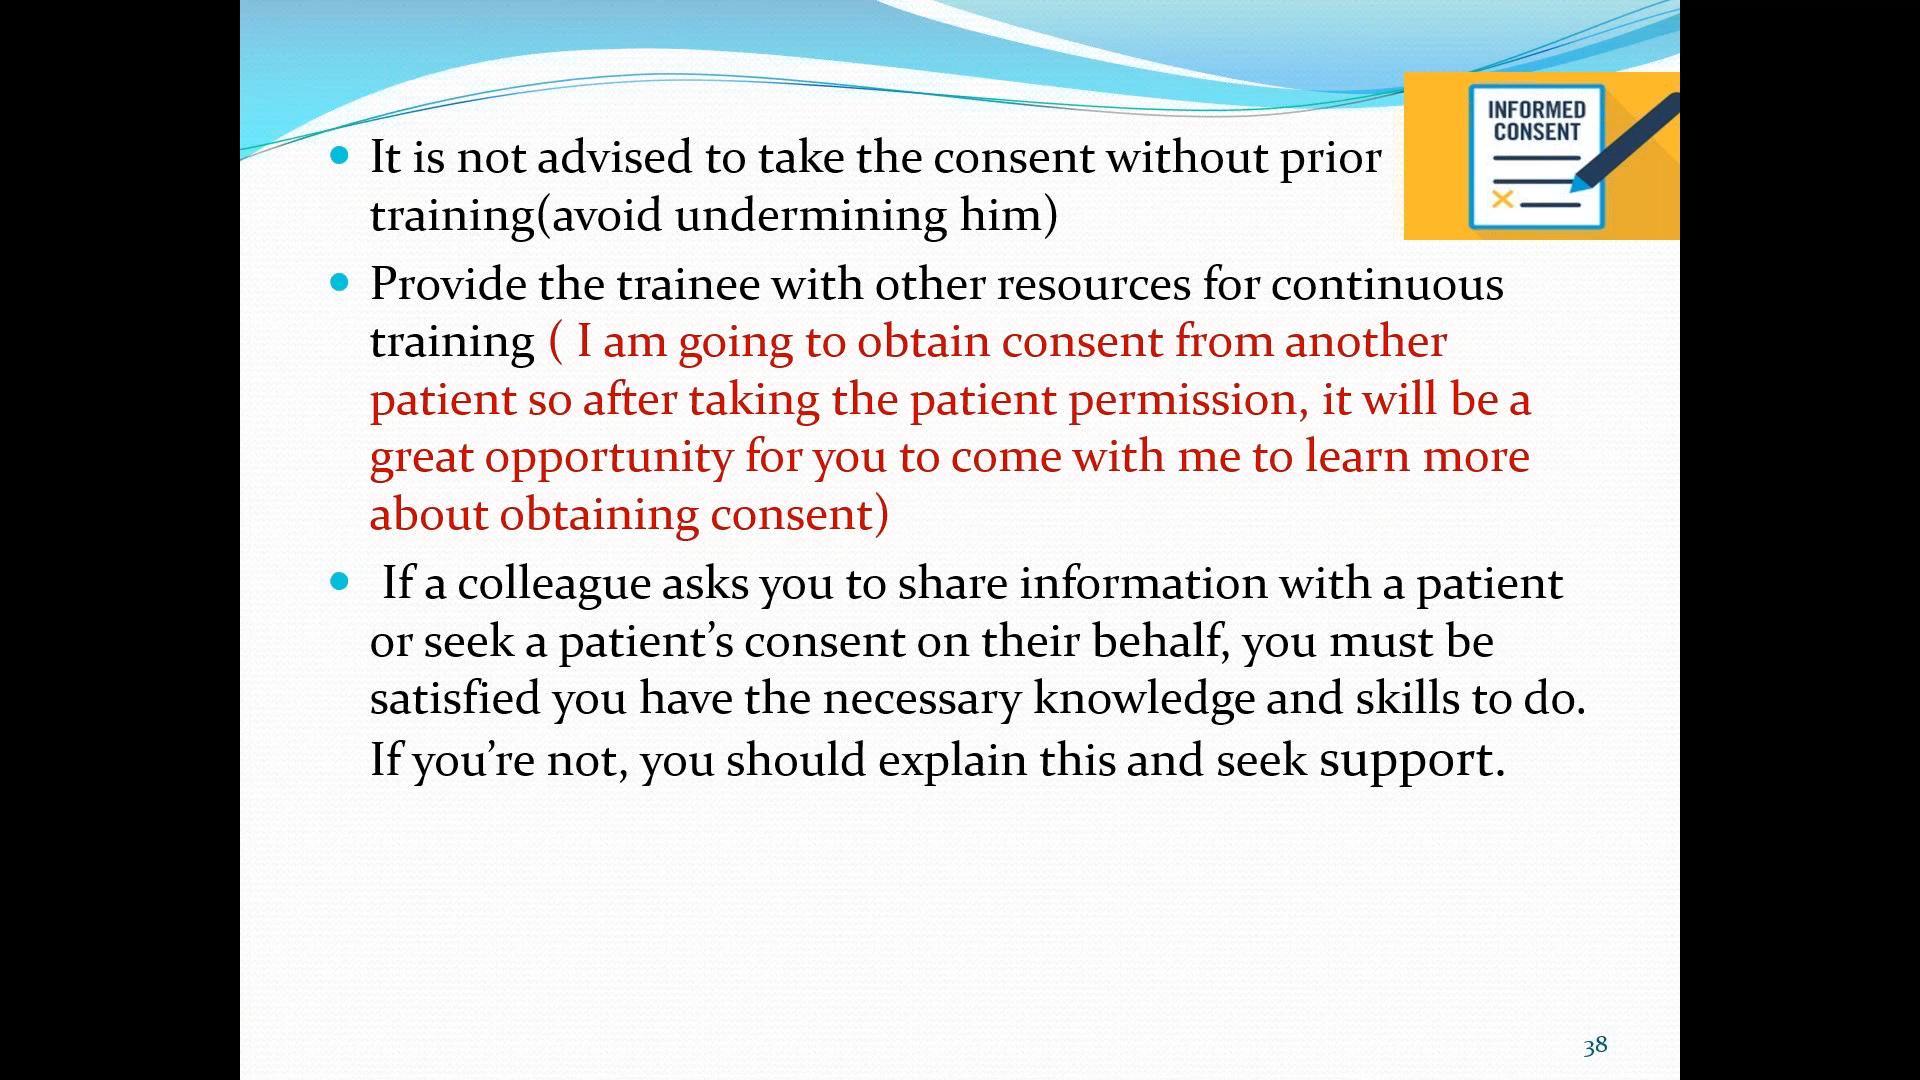 INFORMED
CONSENT
It is not advised to take the consent without prior
training(avoid undermining him)
Provide the trainee with other resources for continuous
training ( I am going to obtain consent from another
patient so after taking the patient permission, it will be a
great opportunity for you to come with me to learn more
about obtaining consent)
If a colleague asks you to share information with a patient
or seek a patient’s consent on their behalf, you must be
satisfied you have the necessary knowledge and skills to do.
If you’re not, you should explain this and seek support.
38